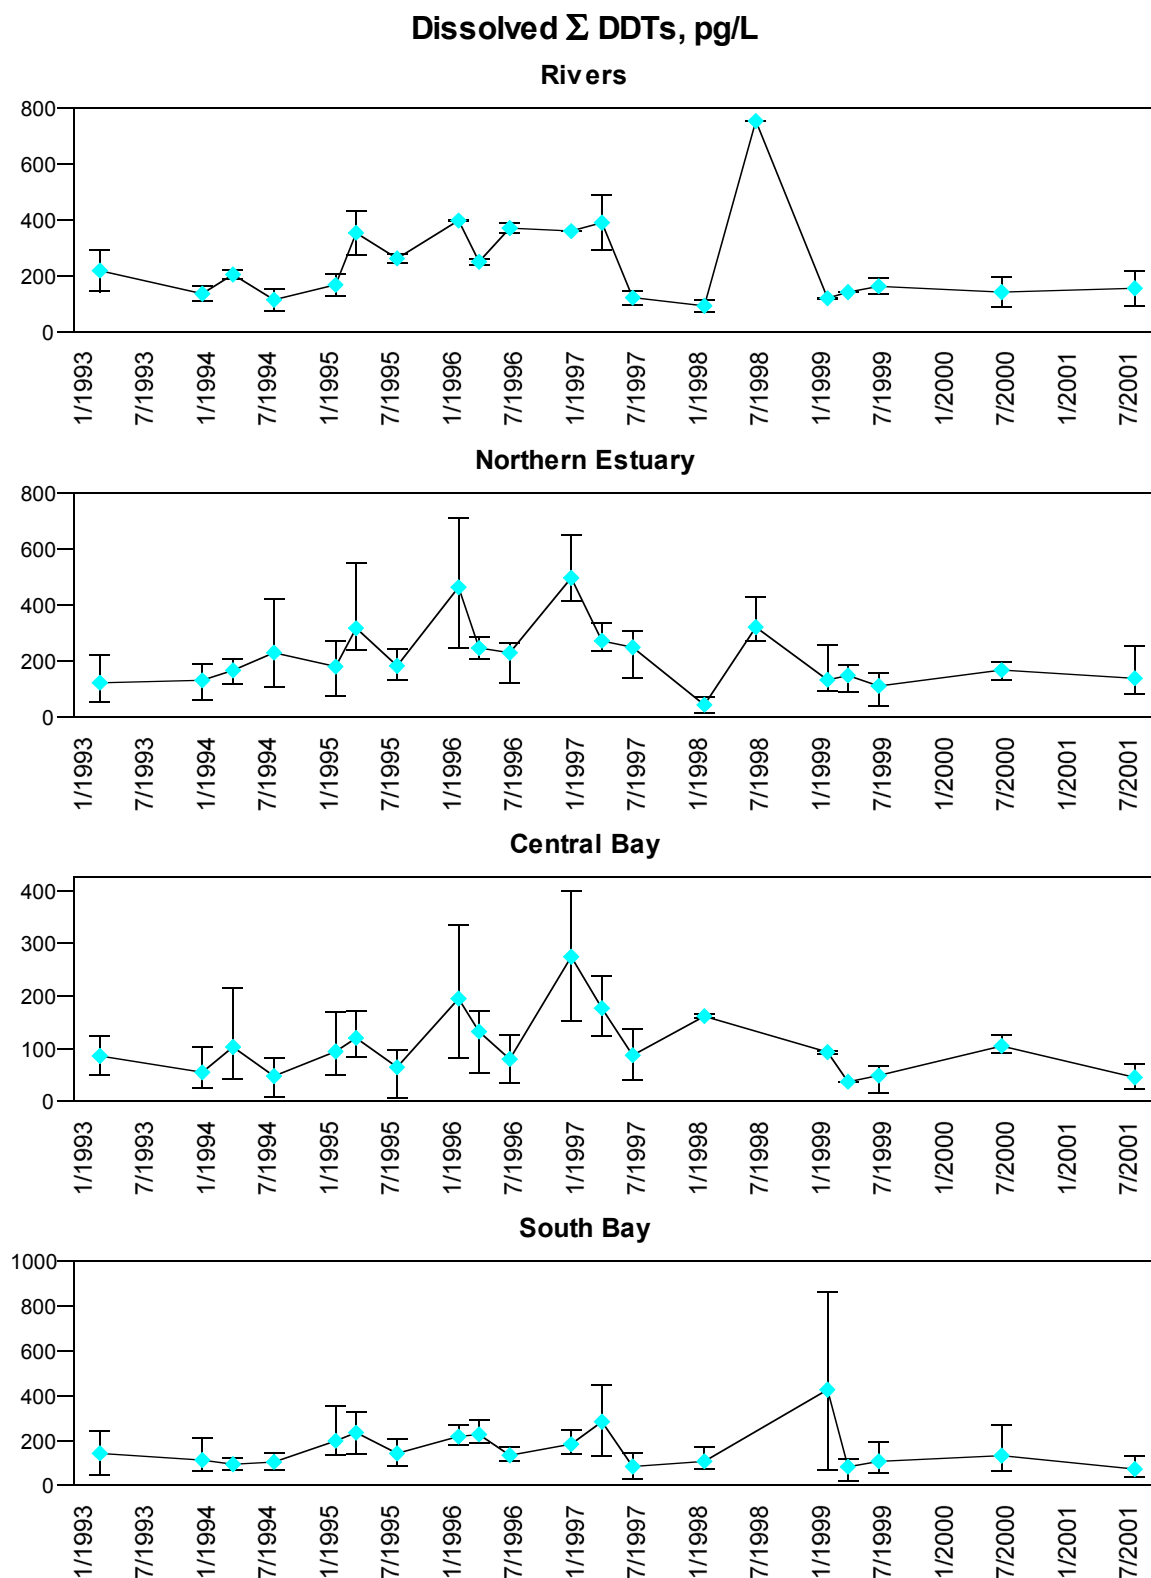 Dissolved Σ DDTs, pg/L
Rivers
800
600
400
200
0
1/1993 7/1993 1/1994 7/1994 1/1995 7/1995 1/1996 7/1996 1/1997 7/1997 1/1998 7/1998 1/1999 7/1999 1/2000 7/2000 1/2001 7/2001
Northern Estuary
800
600
400
200
0
1/1993 7/1993 1/1994 7/1994 1/1995 7/1995 1/1996 7/1996 1/1997 7/1997 1/1998 7/1998 1/1999 7/1999 1/2000 7/2000 1/2001 7/2001
Central Bay
400
300
200
100
0
1/1993 7/1993 1/1994 7/1994 1/1995 7/1995 1/1996 7/1996 1/1997 7/1997 1/1998 7/1998 1/1999 7/1999 1/2000 7/2000 1/2001 7/2001
South Bay
1000
800
600
400
200
0
1/1993 7/1993 1/1994 7/1994 1/1995 7/1995 1/1996 7/1996 1/1997 7/1997 1/1998 7/1998 1/1999 7/1999 1/2000 7/2000 1/2001 7/2001